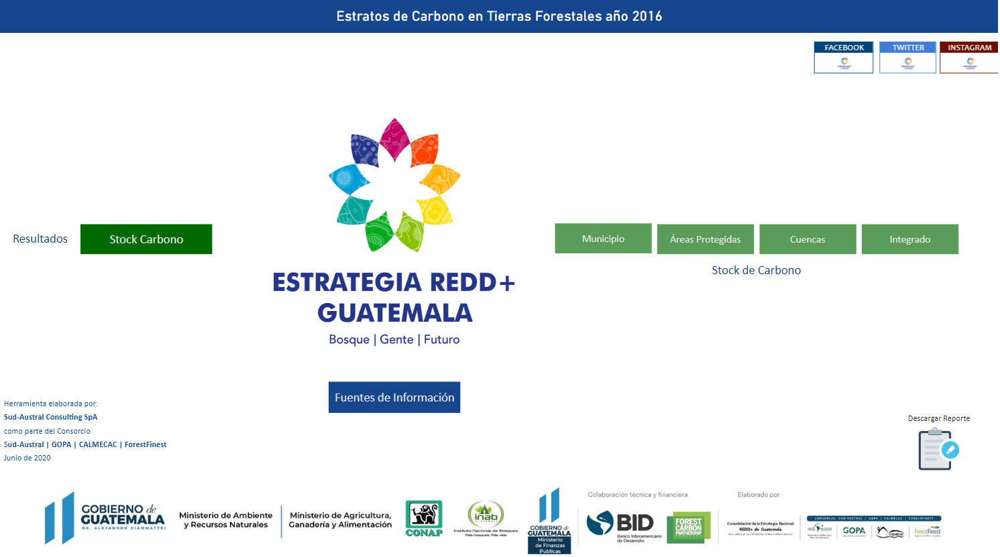 Estratos de Carbono en Tierras Forestales año 2016
FACEBOOK
TWITTER
INSTAGRAM
Resultados
Stock Carbono
Municipio
Áreas Protegidas
Cuencas
Integrado
Stock de Carbono
ESTRATEGIA REDD+
GUATEMALA
Bosque | Gente | Futuro
Fuentes de Información
Herramienta elaborada por:
Sud-Austral Consulting SpA
como parte del Consorcio
Sud-Austral | GOPA | CALMECAC | ForestFinest
Junio de 2020
Descargar Reporte
GOBIERNO de
GUATEMALA
DR. ALEJANDRO GIAMMATTEI
Ministerio de Ambiente
y Recursos Naturales
Ministerio de Agricultura,
Ganadería y Alimentación
CONAP
inab
Instituto Nacional de Bosques
Más bosques, Más vida
GOBIERNO de
GUATEMALA
Ministerio
de Finanzas
Públicas
Colaboración técnica y financiera
BID
Banco Interamericano
de Desarrollo
FOREST
CARBON
PARTNERSHIP
Elaborado por
Consolidación de la Estrategia Nacional
REDD+ de Guatemala
CONSORCIO: SUD-AUSTRAL / GOPA / CALMECAC / FORESTFINEST
GOPA
CALMECAC
ForestFinest